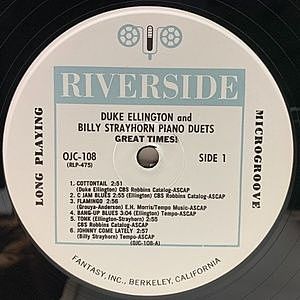 RIVERSIDE
LONG PLAYING
MICROGROOVE
DUKE ELLINGTON and
BILLY STRAYHORN PIANO DUETS
GREAT TIMES!
OJC-108
(RLP-475)
SIDE 1
1. COTTONTAIL 2:51
(Duke Ellington) CBS Robbins Catalog-ASCAP
2. C JAM BLUES 2:55 (Ellington) CBS Robbins Catalog-ASCAP
3. FLAMINGO 2:56
(Grouya-Anderson) E.H. Morris/Tempo Music-ASCAP
4. BANG-UP BLUES 3:04 (Ellington) Tempo-ASCAP
5. TONK (Ellington-Strayhorn) 2:55
CBS Robbins Catalog-ASCAP
6. JOHNNY COME LATELY 2:36
(Billy Strayhorn) Tempo-ASCAP
(OJC-108-A)
FANTASY, INC., BERKELEY, CALIFORNIA